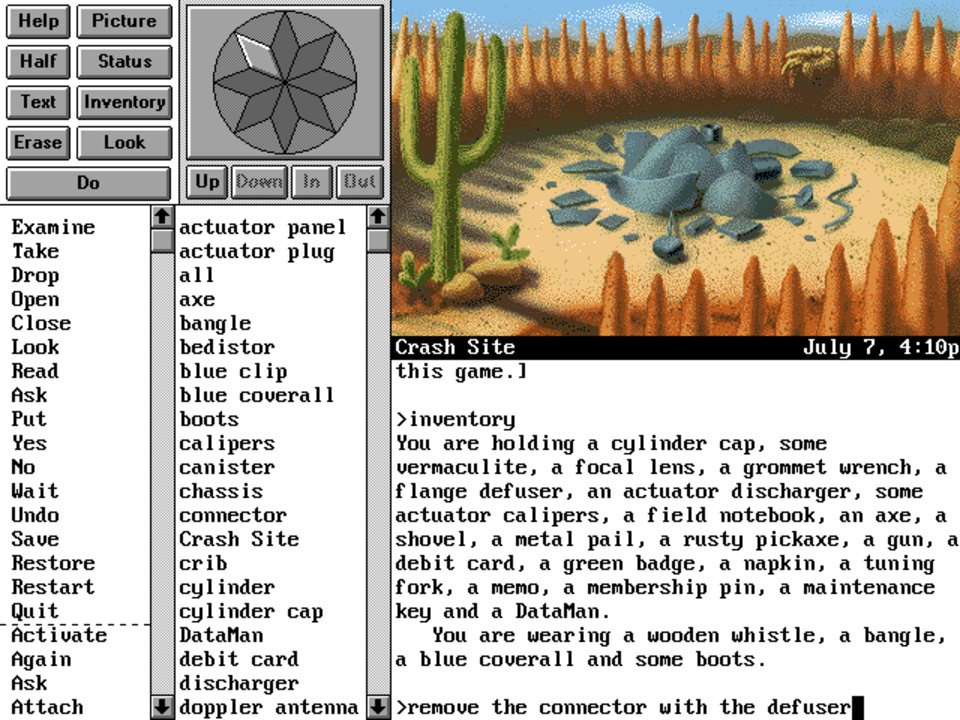 Help
Picture
Half
Status
Text
Inventory
Erase
Look
Do
Up
Down
In
Out
Examine
Take
Drop
Open
Close
Look
Read
Ask
Put
Yes
No
Wait
Undo
Save
Restore
Restart
Quit
Activate
Again
Ask
Attach
actuator panel
actuator plug
all
axe
bangle
bedistor
blue clip
blue coverall
boots
calipers
canister
chassis
connector
Crash Site
crib
cylinder
cylinder cap
DataMan
debit card
discharger
doppler antenna
Crash Site July 7, 4:10p
this game.]
>inventory
You are holding a cylinder cap, some
vermaculite, a focal lens, a grommet wrench, a
flange defuser, an actuator discharger, some
actuator calipers, a field notebook, an axe, a
shovel, a metal pail, a rusty pickaxe, a gun, a
debit card, a green badge, a napkin, a tuning
fork, a memo, a membership pin, a maintenance
key and a DataMan.
You are wearing a wooden whistle, a bangle,
a blue coverall and some boots.
>remove the connector with the defuser